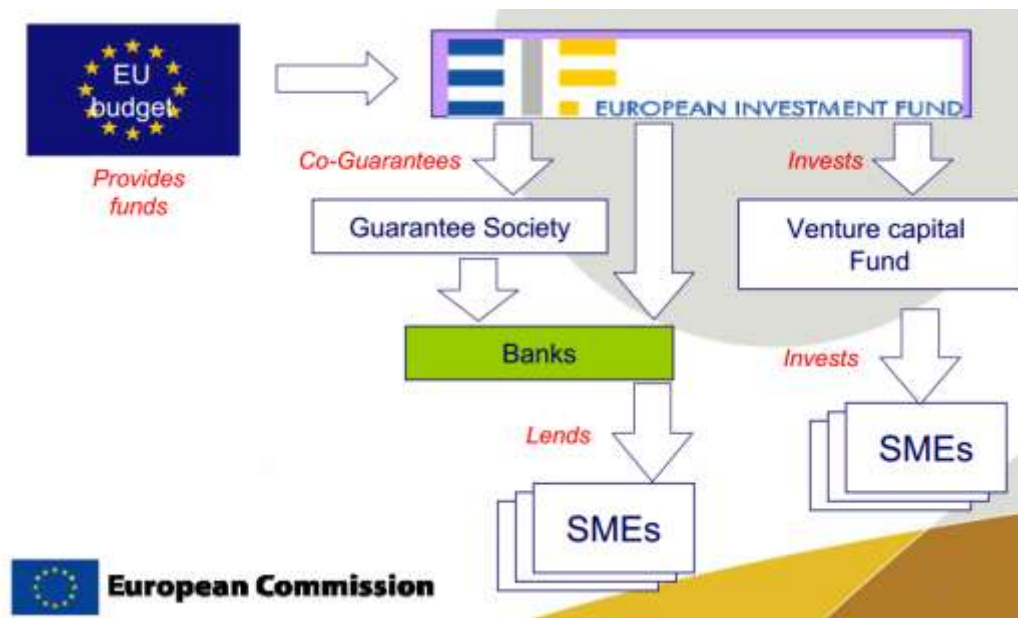 EU
budget
EUROPEAN INVESTMENT FUND
Provides
funds
Co-Guarantees
Invests
Guarantee Society
Venture capital
Fund
Banks
Invests
Lends
SMEs
SMEs
European Commission